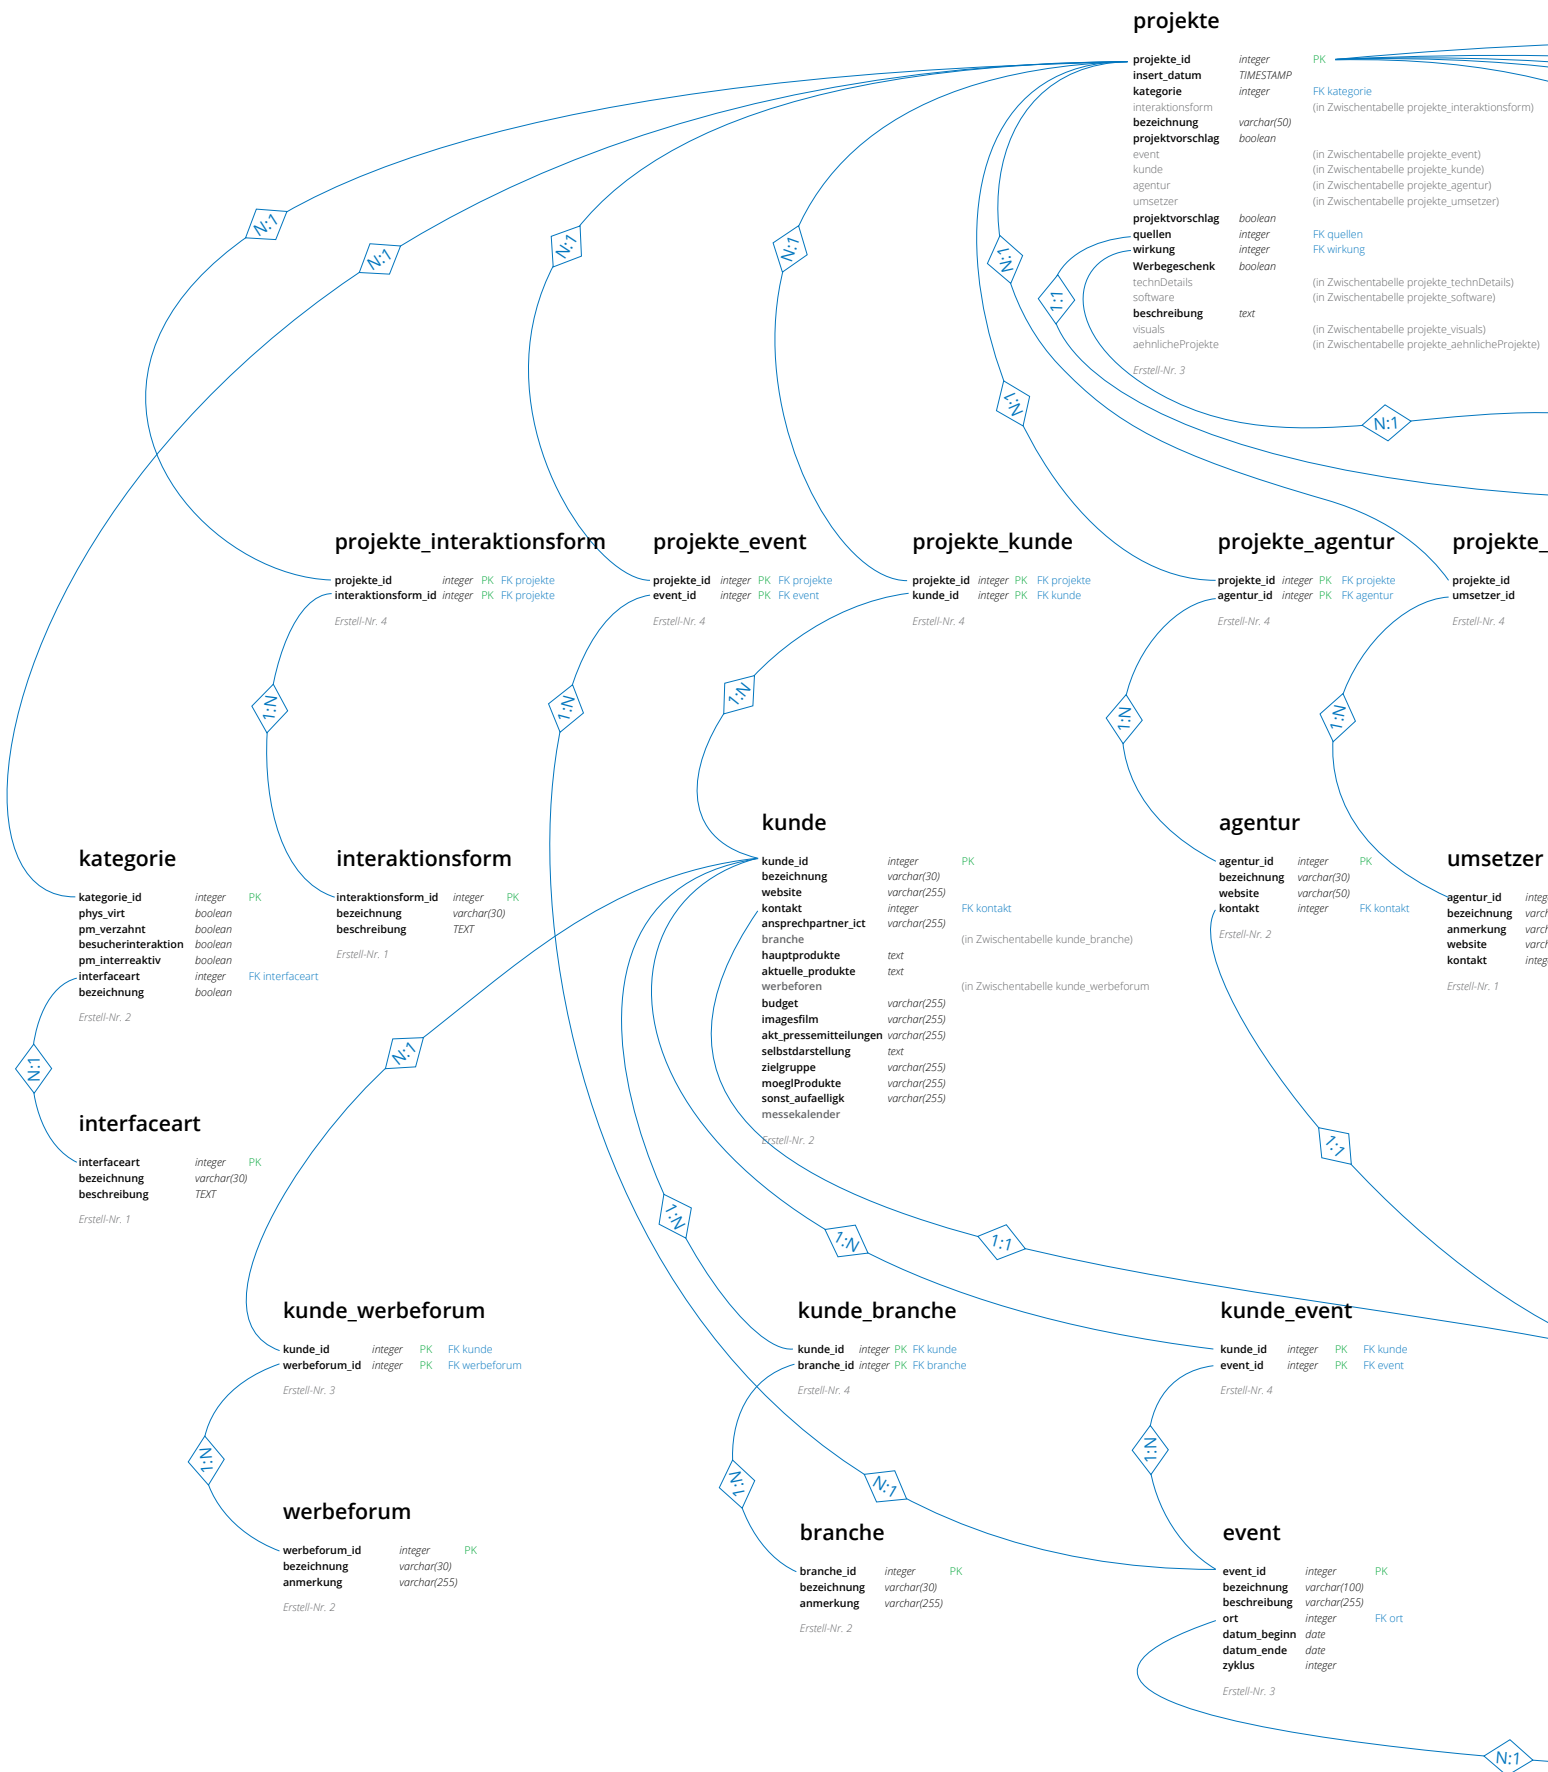 projekte
projekte_id integer PK
insert_datum TIMESTAMP
kategorie integer FK kategorie
interaktionsform (in Zwischentabelle projekte_interaktionsform)
bezeichnung varchar(50)
projektvorschlag boolean
event (in Zwischentabelle projekte_event)
kunde (in Zwischentabelle projekte_kunde)
agentur (in Zwischentabelle projekte_agentur)
umsetzer (in Zwischentabelle projekte_umsetzer)
projektvorschlag boolean
quellen integer FK quellen
wirkung integer FK wirkung
Werbegeschenk boolean
technDetails (in Zwischentabelle projekte_technDetails)
software (in Zwischentabelle projekte_software)
beschreibung text
visuals (in Zwischentabelle projekte_visuals)
aehnlicheProjekte (in Zwischentabelle projekte_aehnlicheProjekte)
Erstell-Nr. 3
N:1
N:1
N:1
N:1
1:N
1:1
1:N
N:1
projekte_interaktionsform
projekte_id integer PK FK projekte
interaktionsform_id integer PK FK projekte
Erstell-Nr. 4
projekte_event
projekte_id integer PK FK projekte
event_id integer PK FK event
Erstell-Nr. 4
projekte_kunde
projekte_id integer PK FK projekte
kunde_id integer PK FK kunde
Erstell-Nr. 4
projekte_agentur
projekte_id integer PK FK projekte
agentur_id integer PK FK agentur
Erstell-Nr. 4
projekte_
projekte_id
umsetzer_id
Erstell-Nr. 4
1:N
1:N
1:N
1:N
1:N
kategorie
kategorie_id integer PK
phys_virt boolean
pm_verzahnt boolean
besucherinteraktion boolean
pm_interreaktiv boolean
interfaceart integer FK interfaceart
bezeichnung boolean
Erstell-Nr. 2
interaktionsform
interaktionsform_id integer PK
bezeichnung varchar(30)
beschreibung TEXT
Erstell-Nr. 1
kunde
kunde_id integer PK
bezeichnung varchar(30)
website varchar(255)
kontakt integer FK kontakt
ansprechpartner_ict varchar(255)
branche (in Zwischentabelle kunde_branche)
hauptprodukte text
aktuelle_produkte text
werbeforen (in Zwischentabelle kunde_werbeforum
budget varchar(255)
imagesfilm varchar(255)
akt_pressemitteilungen varchar(255)
selbstdarstellung text
zielgruppe varchar(255)
moeglProdukte varchar(255)
sonst_aufaelligk varchar(255)
messekalender
Erstell-Nr. 2
agentur
agentur_id integer PK
bezeichnung varchar(30)
website varchar(50)
kontakt integer FK kontakt
Erstell-Nr. 2
umsetzer
agentur_id integ
bezeichnung varch
anmerkung varch
website varch
kontakt integ
Erstell-Nr. 1
N:1
N:1
interfaceart
interfaceart integer PK
bezeichnung varchar(30)
beschreibung TEXT
Erstell-Nr. 1
1:1
1:N
1:N
1:1
kunde_werbeforum
kunde_id integer PK FK kunde
werbeforum_id integer PK FK werbeforum
Erstell-Nr. 3
kunde_branche
kunde_id integer PK FK kunde
branche_id integer PK FK branche
Erstell-Nr. 4
kunde_event
kunde_id integer PK FK kunde
event_id integer PK FK event
Erstell-Nr. 4
1:N
N:1
N:1
1:N
werbeforum
werbeforum_id integer PK
bezeichnung varchar(30)
anmerkung varchar(255)
Erstell-Nr. 2
branche
branche_id integer PK
bezeichnung varchar(30)
anmerkung varchar(255)
Erstell-Nr. 2
event
event_id integer PK
bezeichnung varchar(100)
beschreibung varchar(255)
ort integer FK ort
datum_beginn date
datum_ende date
zyklus integer
Erstell-Nr. 3
N:1